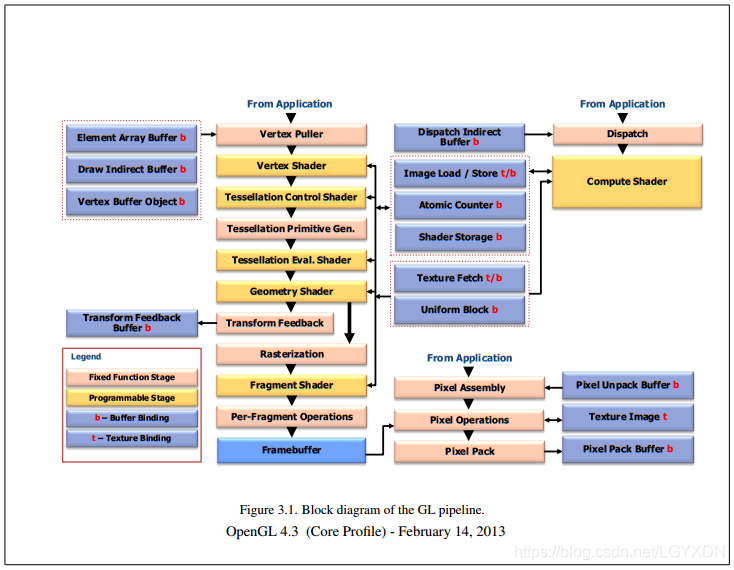 From Application
From Application
Element Array Buffer b
Vertex Puller
Dispatch Indirect
Buffer b
Dispatch
Draw Indirect Buffer b
Vertex Shader
Image Load / Store t/b
Compute Shader
Vertex Buffer Object b
Tessellation Control Shader
Atomic Counter b
Tessellation Primitive Gen.
Shader Storage b
Tessellation Eval. Shader
Texture Fetch t/b
Geometry Shader
Uniform Block b
Transform Feedback
Buffer b
Transform Feedback
Legend
Fixed Function Stage
Programmable Stage
b – Buffer Binding
t – Texture Binding
Rasterization
Fragment Shader
Per-Fragment Operations
Framebuffer
From Application
Pixel Assembly
Pixel Unpack Buffer b
Pixel Operations
Texture Image t
Pixel Pack
Pixel Pack Buffer b
Figure 3.1. Block diagram of the GL pipeline.
OpenGL 4.3 (Core Profile) - February 14, 2013
https://blog.csdn.net/LGYXDN